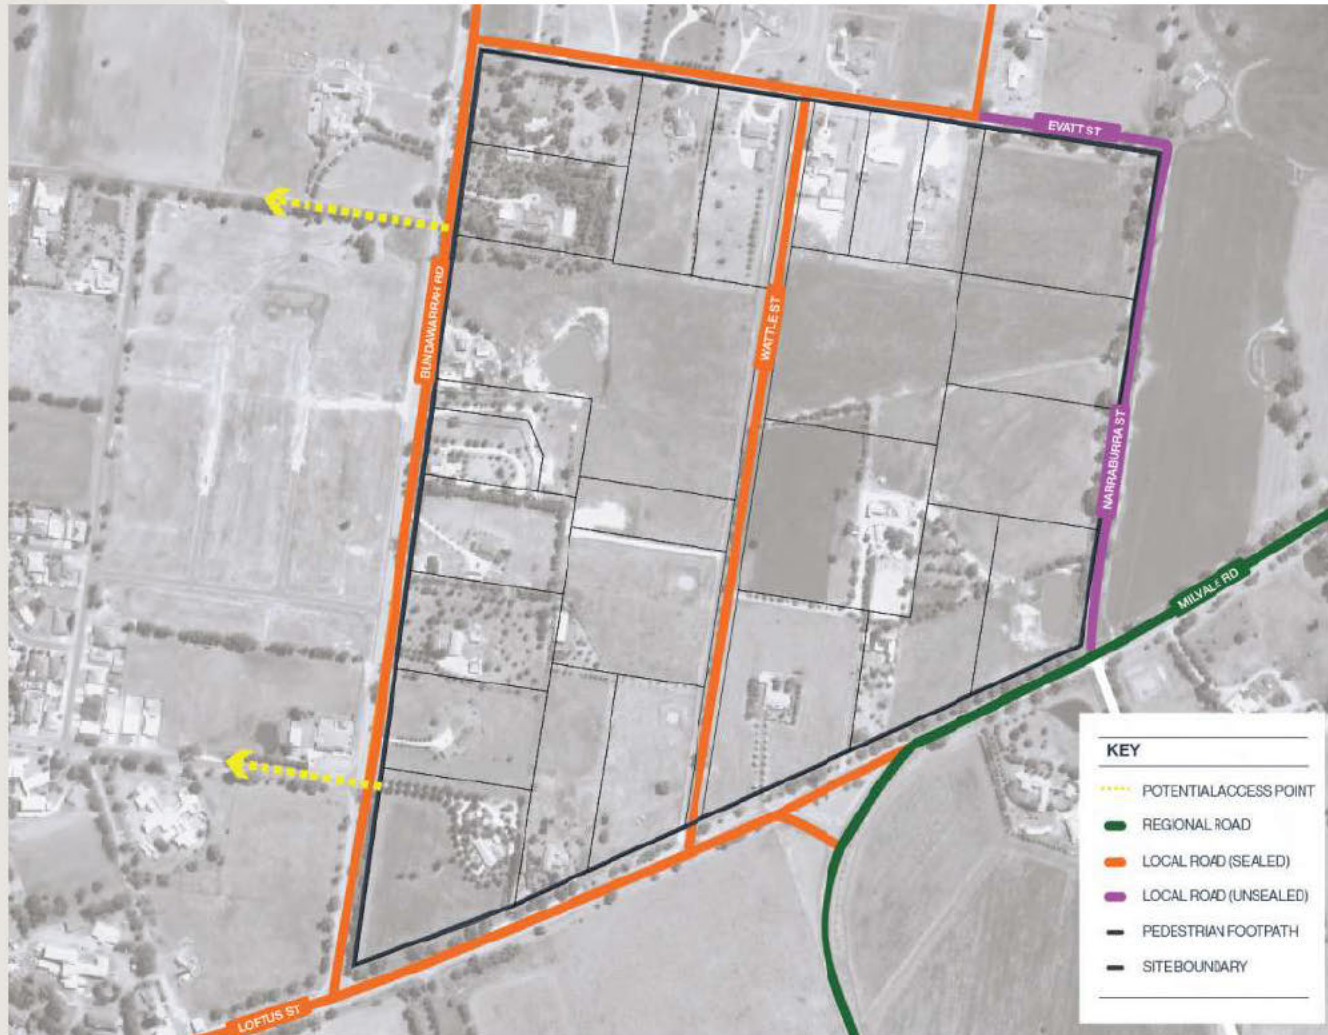 EVATT ST
BUNDAWARRAH RD
WATTLE ST
NARRABURRA ST
MILVALE RD
LOFTUS ST
KEY
POTENTIAL ACCESS POINT
REGIONAL ROAD
LOCAL ROAD (SEALED)
LOCAL ROAD (UNSEALED)
PEDESTRIAN FOOTPATH
SITE BOUNDARY